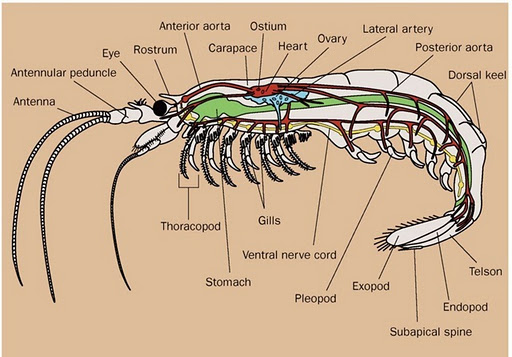 Anterior aorta
Ostium
Lateral artery
Ovary
Carapace
Heart
Rostrum
Eye
Posterior aorta
Antennular peduncle
Dorsal keel
Antenna
Thoracopod
Gills
Ventral nerve cord
Stomach
Pleopod
Exopod
Telson
Endopod
Subapical spine